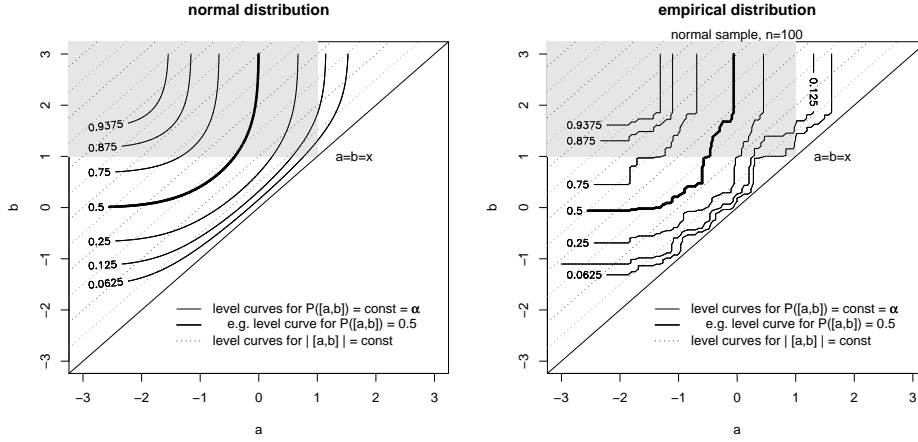 normal distribution
3
2
1
0
−1
−2
−3
b
0.9375
0.875
0.75
0.5
0.25
0.125
0.0625
a=b=x
level curves for P([a,b]) = const = α
e.g. level curve for P([a,b]) = 0.5
level curves for | [a,b] | = const
−3 −2 −1 0 1 2 3
a
empirical distribution
normal sample, n=100
3
2
1
0
−1
−2
−3
b
0.9375
0.875
0.75
0.5
0.25
0.0625
0.125
a=b=x
level curves for P([a,b]) = const = α
e.g. level curve for P([a,b]) = 0.5
level curves for | [a,b] | = const
−3 −2 −1 0 1 2 3
a